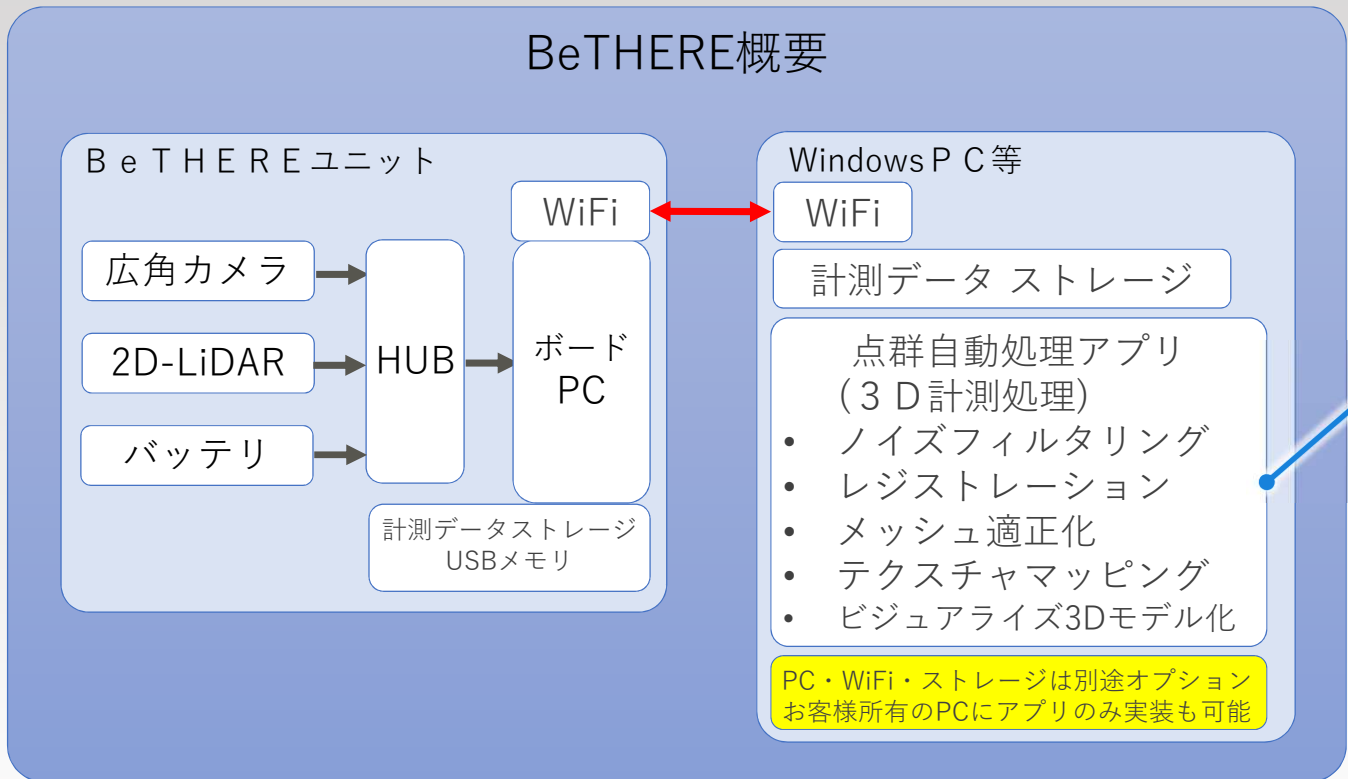 BeTHERE概要
ＢｅＴＨＥＲＥユニット
WiFi
広角カメラ
2D-LiDAR
バッテリ
HUB
ボード
PC
計測データストレージ
USBメモリ
WindowsＰＣ等
WiFi
計測データ ストレージ
点群自動処理アプリ
(３Ｄ計測処理)
• ノイズフィルタリング
• レジストレーション
• メッシュ適正化
• テクスチャマッピング
• ビジュアライズ3Dモデル化
PC・WiFi・ストレージは別途オプション
お客様所有のPCにアプリのみ実装も可能